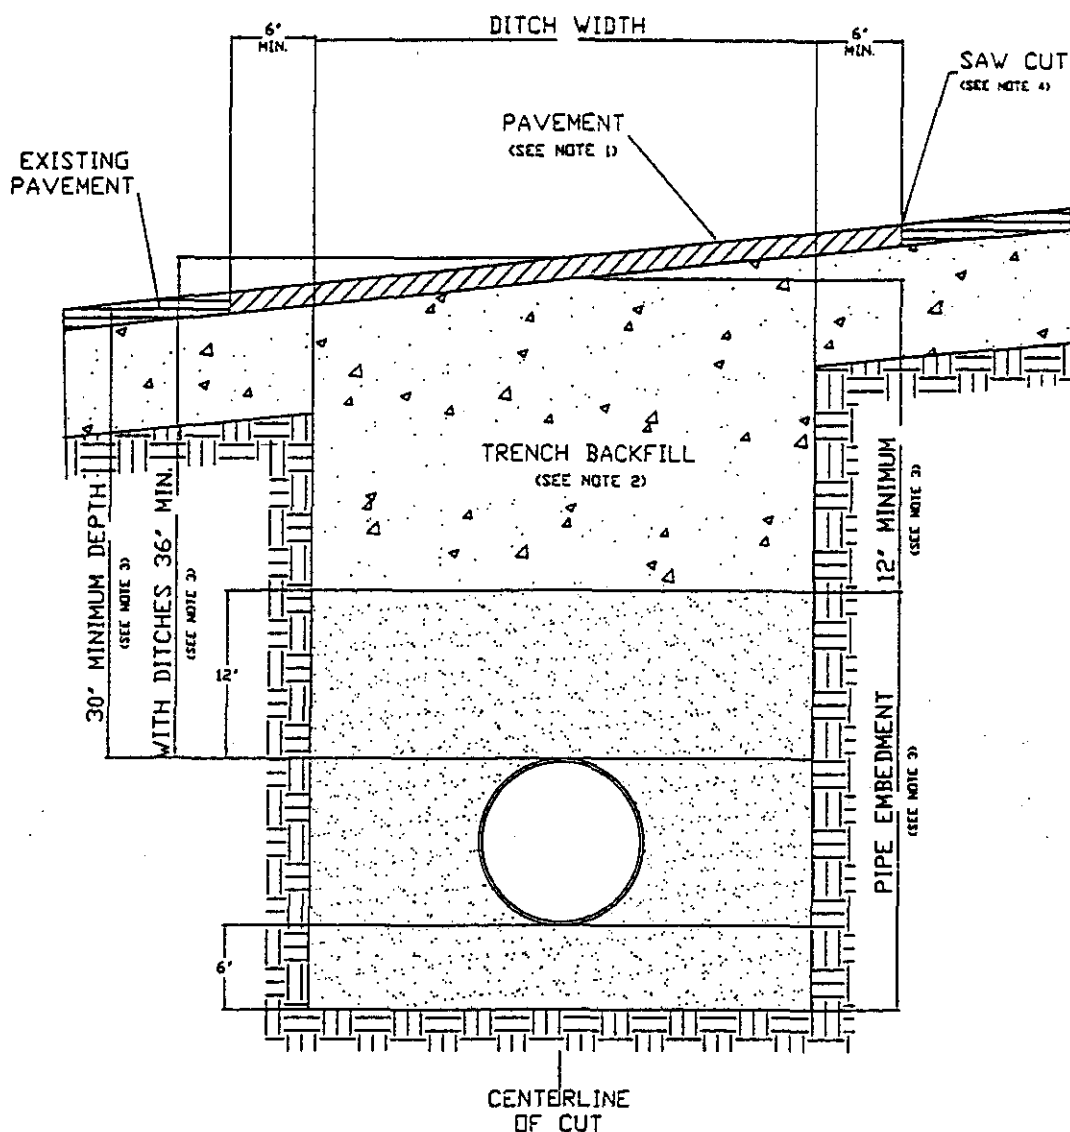 6" MIN.
DITCH WIDTH
6" MIN.
SAW CUT
(SEE NOTE 4)
PAVEMENT
(SEE NOTE 1)
EXISTING
PAVEMENT
TRENCH BACKFILL
(SEE NOTE 2)
30" MINIMUM DEPTH
(SEE NOTE 3)
WITH DITCHES 36" MIN.
(SEE NOTE 3)
12"
12" MINIMUM
(SEE NOTE 3)
PIPE EMBEDMENT
(SEE NOTE 3)
6"
CENTERLINE
OF CUT